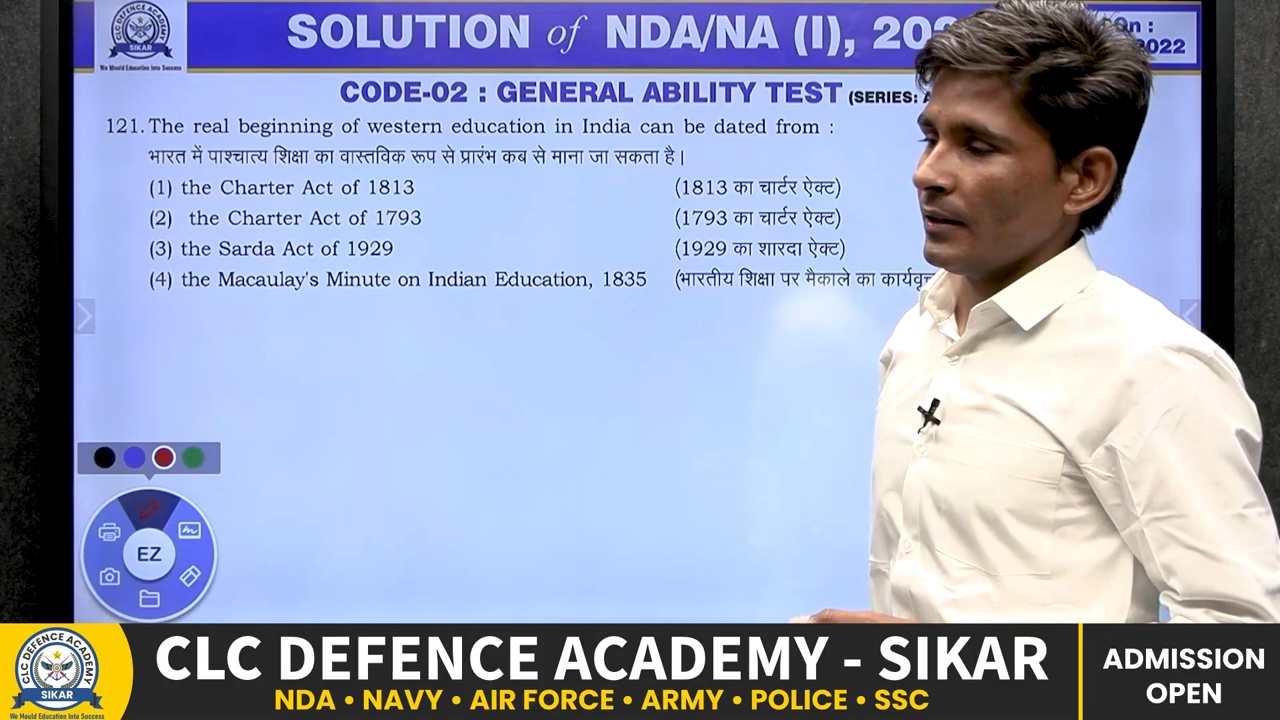 CLC DEFENCE ACADEMY
SIKAR
We Mould Education Into Success
SOLUTION of NDA/NA (I),
2022
CODE-02 : GENERAL ABILITY TEST (SERIES:
121. The real beginning of western education in India can be dated from :
भारत में पाश्चात्य शिक्षा का वास्तविक रूप से प्रारंभ कब से माना जा सकता है।
(1) the Charter Act of 1813 (1813 का चार्टर ऐक्ट)
(2) the Charter Act of 1793 (1793 का चार्टर ऐक्ट)
(3) the Sarda Act of 1929 (1929 का शारदा ऐक्ट)
(4) the Macaulay's Minute on Indian Education, 1835 (भारतीय शिक्षा पर मैकाले का
EZ
CLC DEFENCE ACADEMY
SIKAR
We Mould Education Into Success
CLC DEFENCE ACADEMY - SIKAR
NDA • NAVY • AIR FORCE • ARMY • POLICE • SSC
ADMISSION
OPEN